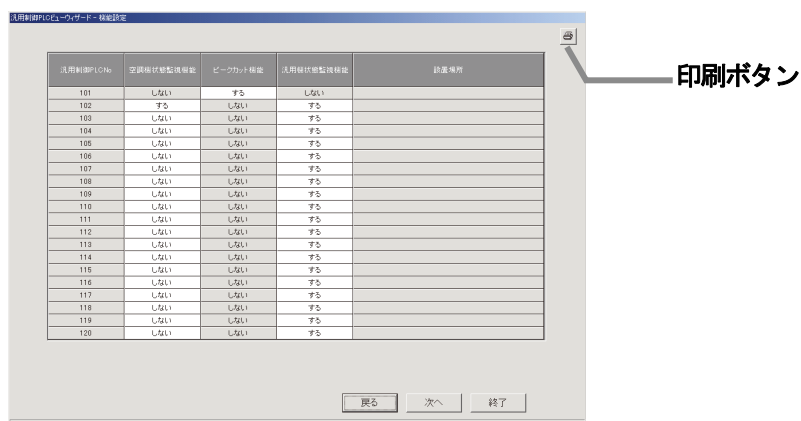 汎用制御PLCビューウィザード - 機能設定
印刷ボタン
汎用制御PLCNo 空調機状態監視機能 ピークカット機能 汎用機状態監視機能 設置場所
101 しない する しない
102 する しない する
103 しない しない する
104 しない しない する
105 しない しない する
106 しない しない する
107 しない しない する
108 しない しない する
109 しない しない する
110 しない しない する
111 しない しない する
112 しない しない する
113 しない しない する
114 しない しない する
115 しない しない する
116 しない しない する
117 しない しない する
118 しない しない する
119 しない しない する
120 しない しない する
戻る 次へ 終了